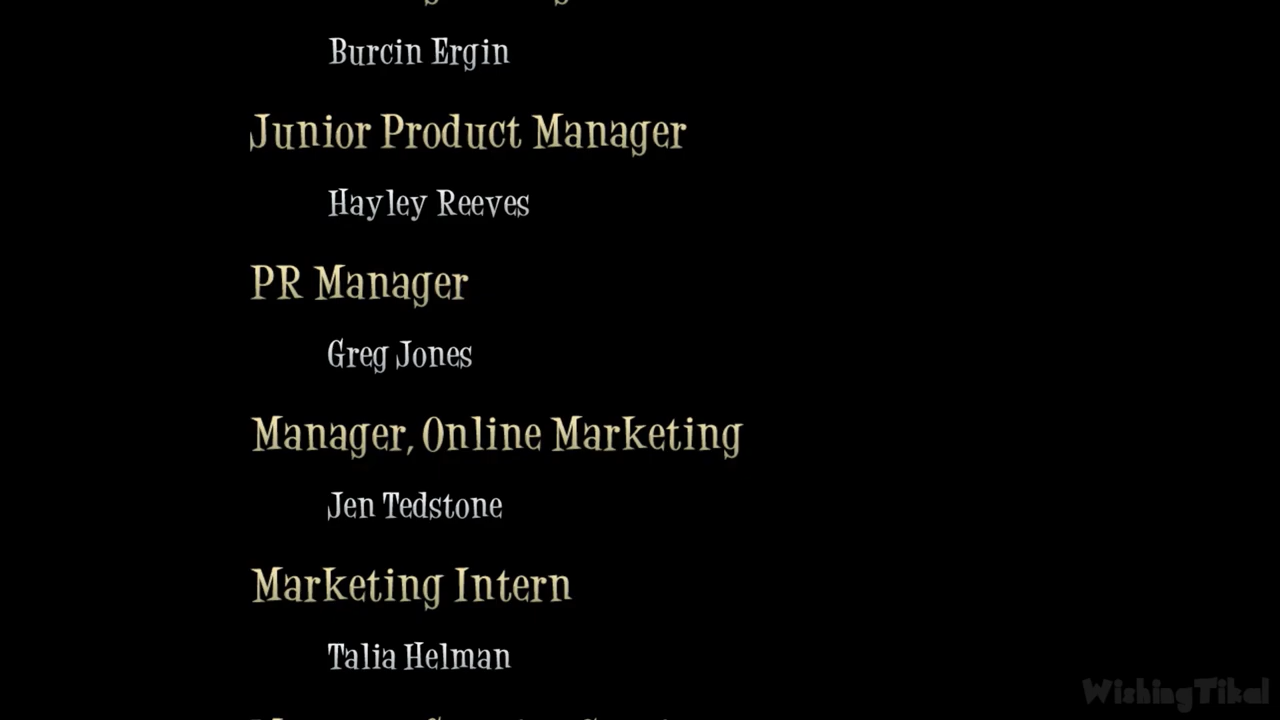 Burcin Ergin
Junior Product Manager
Hayley Reeves
PR Manager
Greg Jones
Manager, Online Marketing
Jen Tedstone
Marketing Intern
Talia Helman
WishingTikal